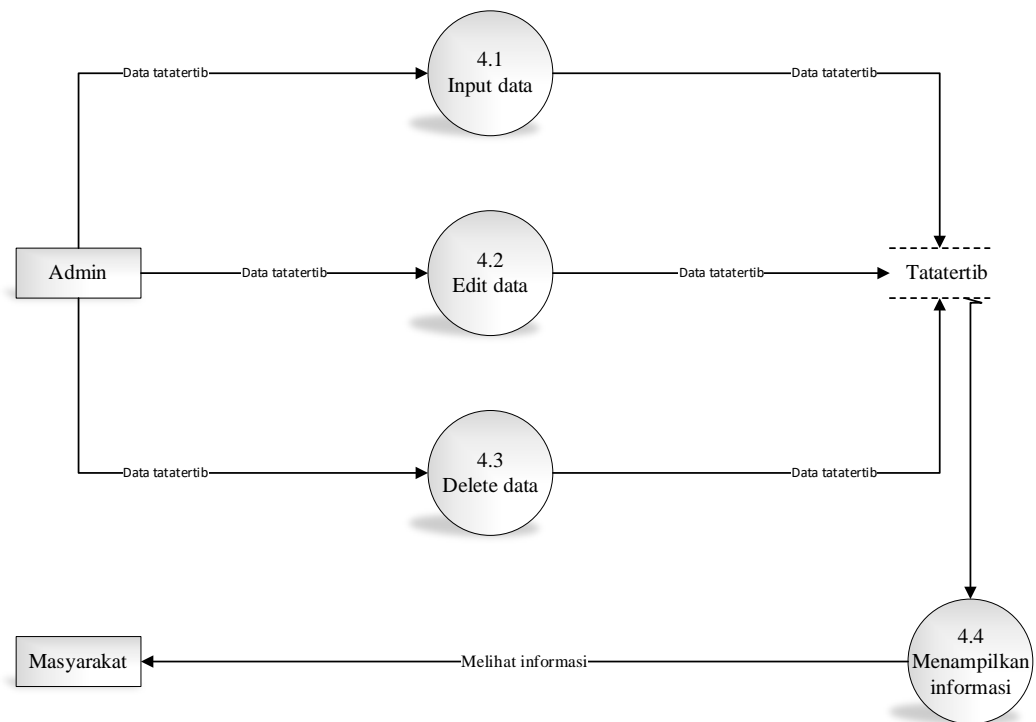 4.1
Input data
Data tatatertib
Data tatatertib
Admin
Data tatatertib
4.2
Edit data
Data tatatertib
Tatatertib
4.3
Delete data
Data tatatertib
Data tatatertib
Masyarakat
Melihat informasi
4.4
Menampilkan
informasi